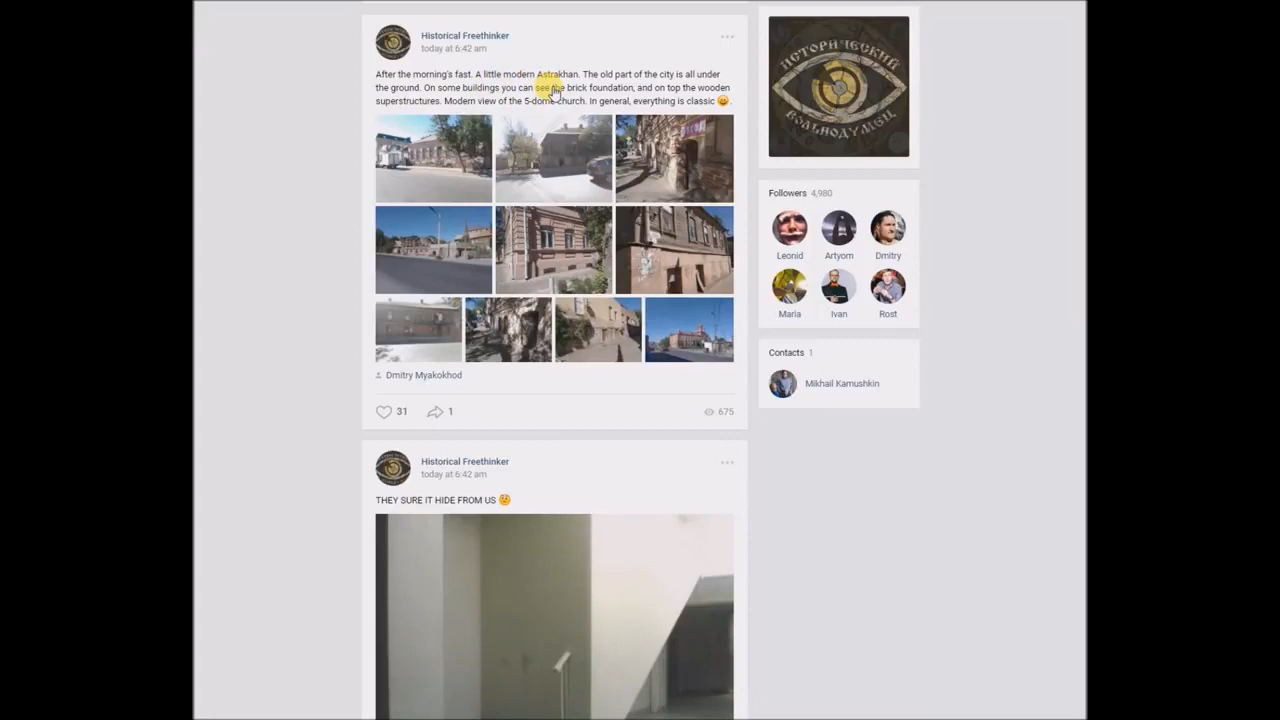 Historical Freethinker
today at 6:42 am
After the morning's fast. A little modern Astrakhan. The old part of the city is all under
the ground. On some buildings you can see the brick foundation, and on top the wooden
superstructures. Modern view of the 5-dome church. In general, everything is classic 😀.
Dmitry Myakokhod
31
1
675
Historical Freethinker
today at 6:42 am
THEY SURE IT HIDE FROM US
ИСТОРИЧЕСКИЙ
ВОЛЬНОДУМЕЦ
Followers 4,980
Leonid
Artyom
Dmitry
Maria
Ivan
Rost
Contacts 1
Mikhail Kamushkin